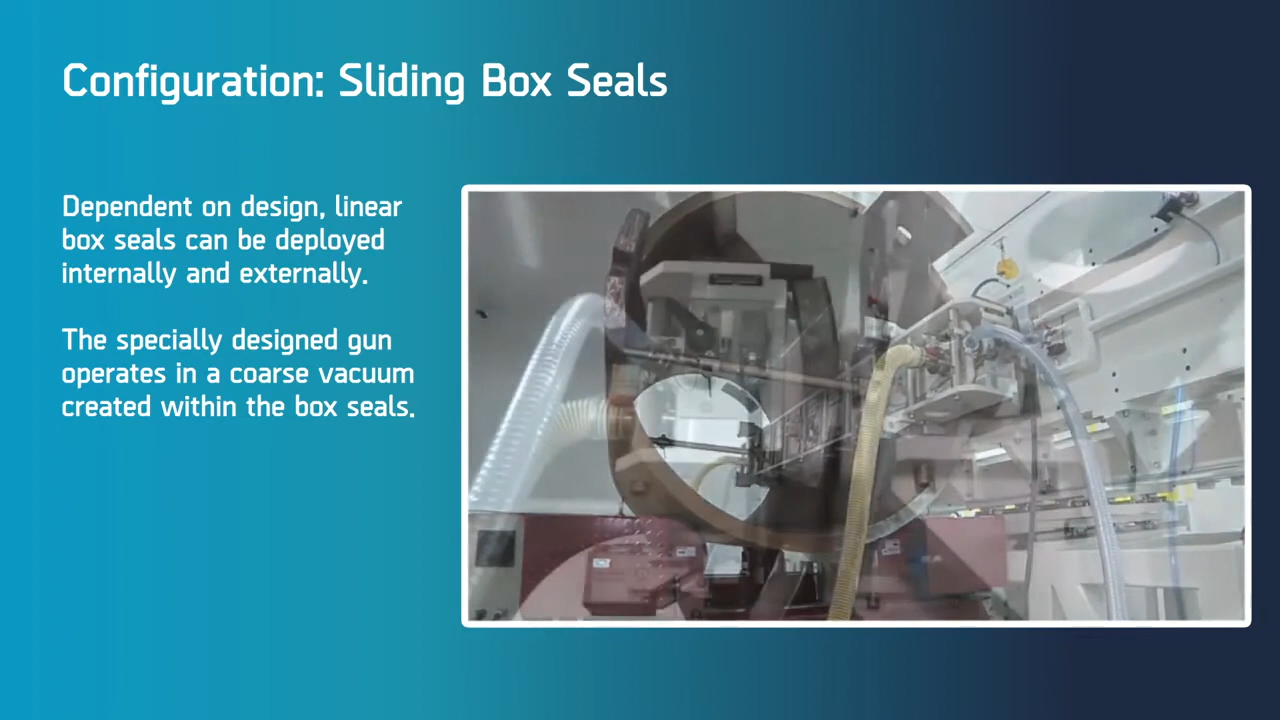 Configuration: Sliding Box Seals
Dependent on design, linear
box seals can be deployed
internally and externally.
The specially designed gun
operates in a coarse vacuum
created within the box seals.